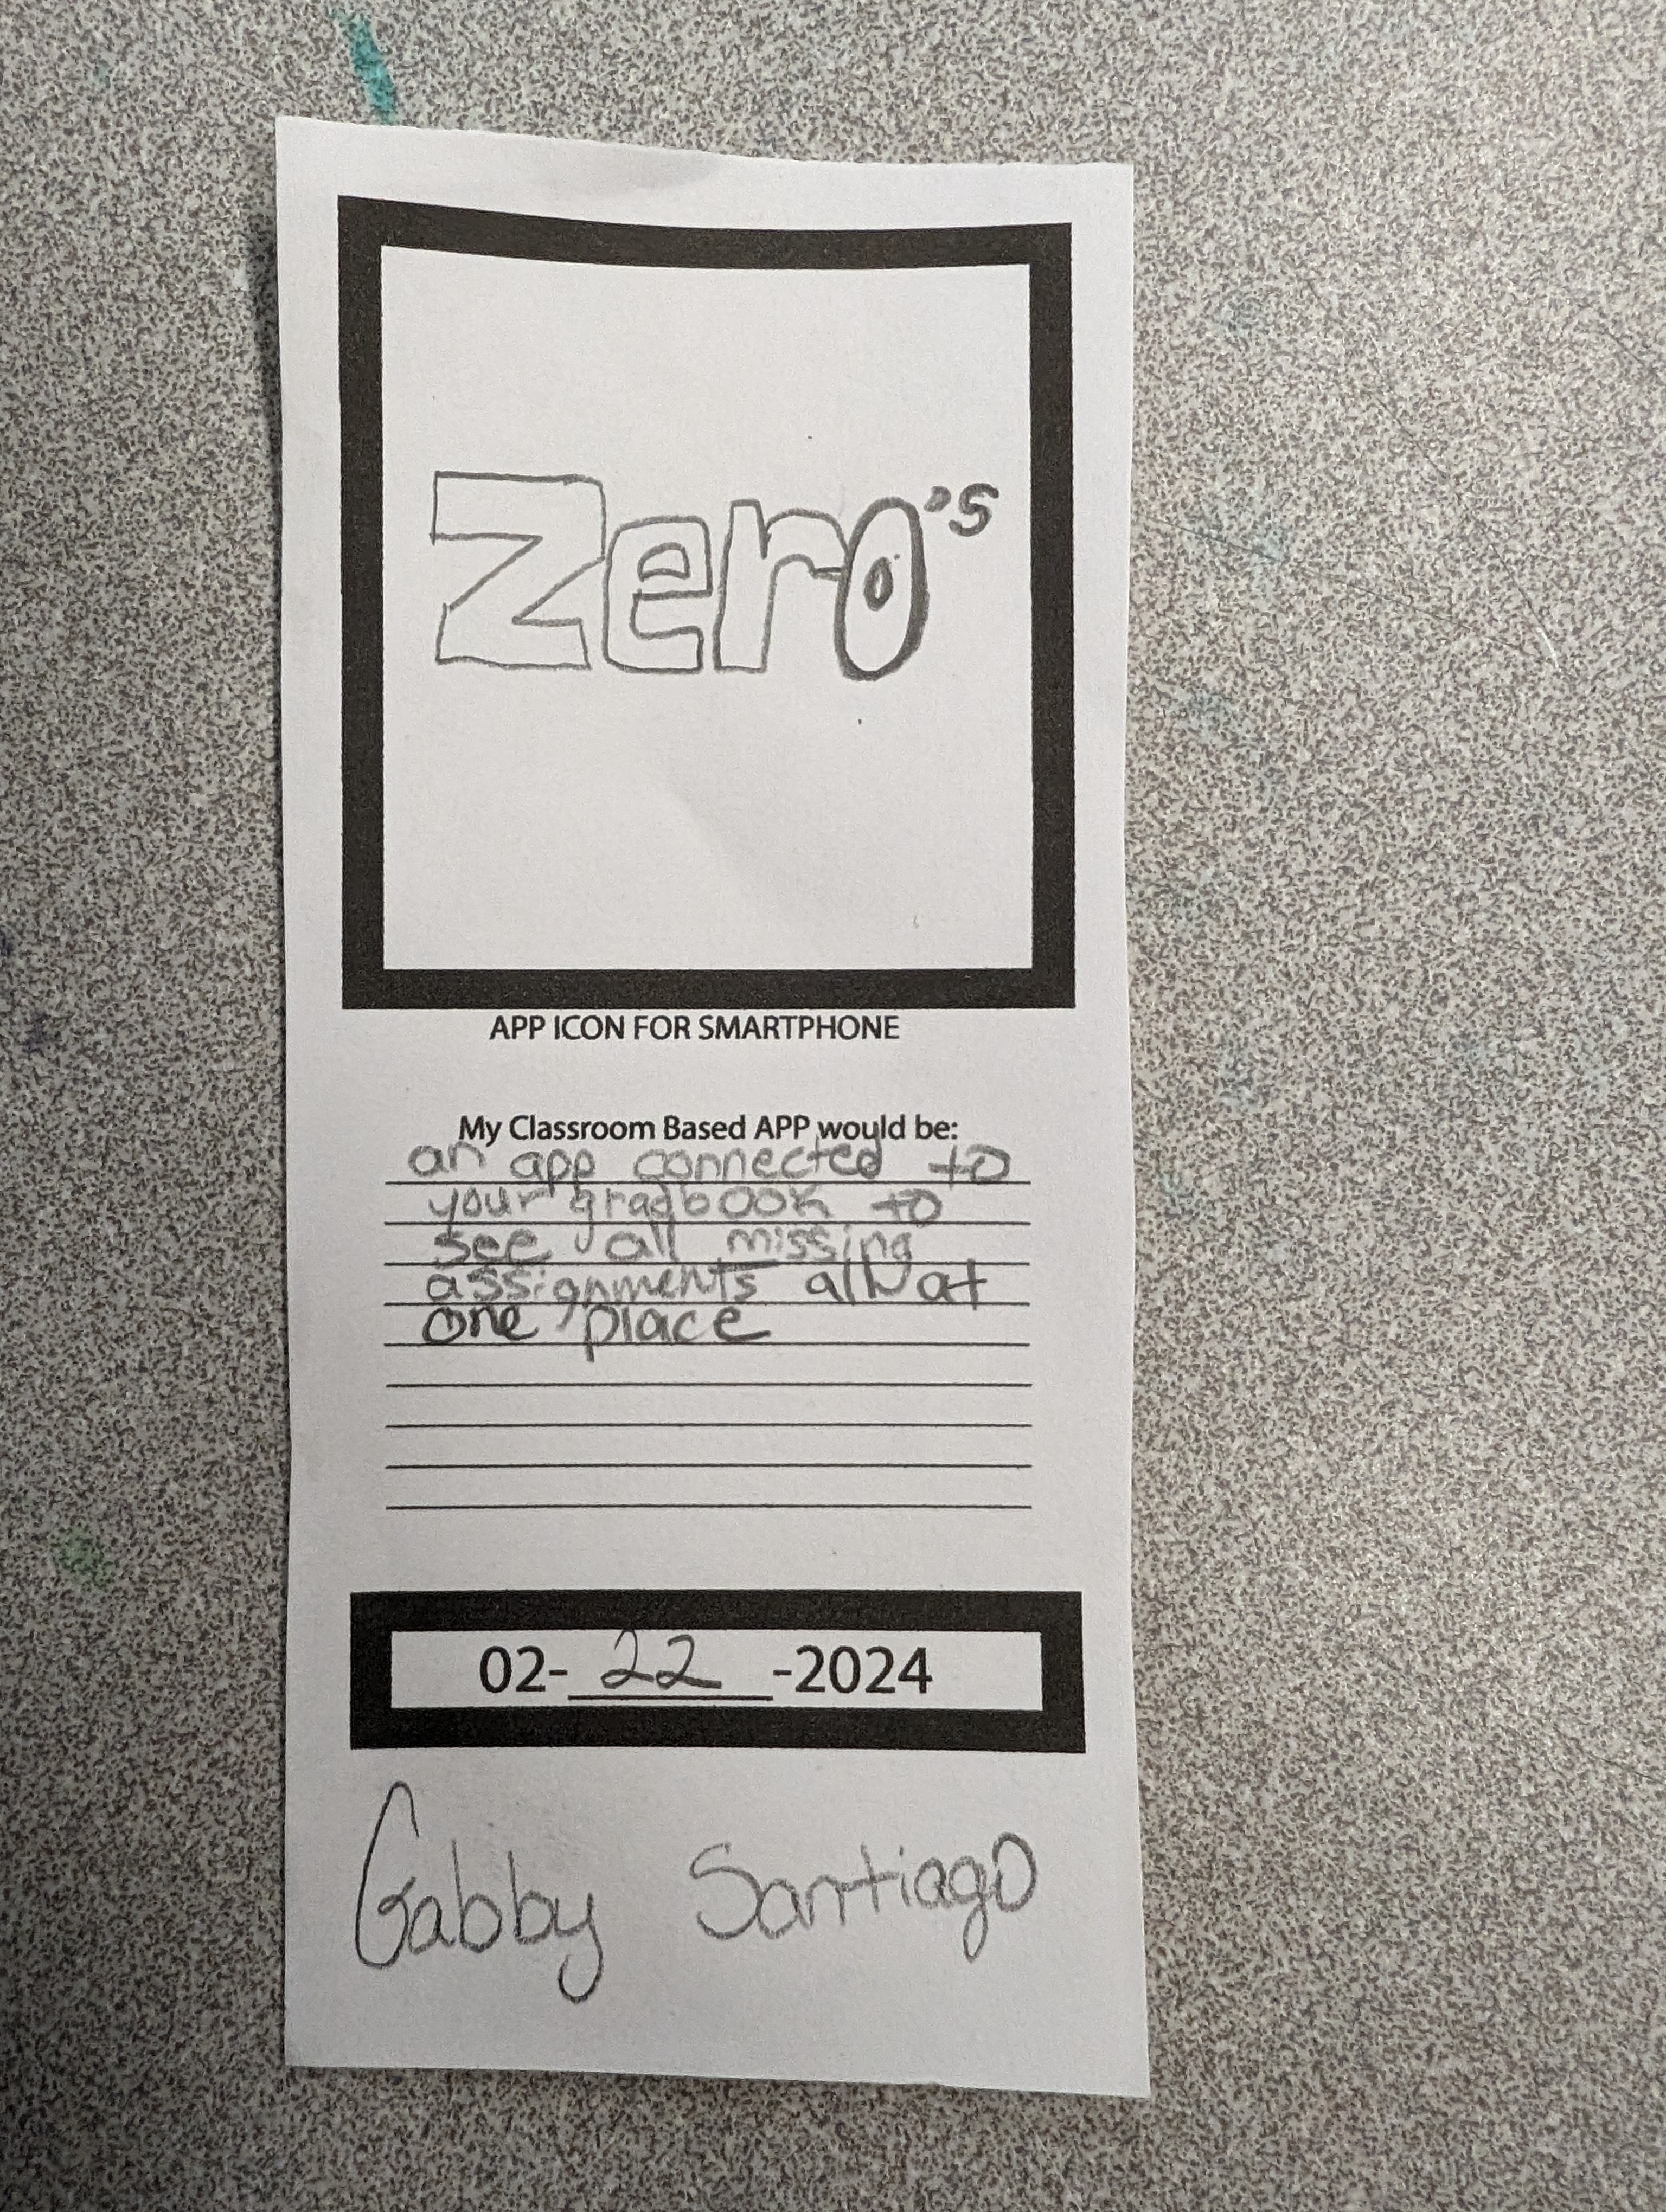 Zero's
APP ICON FOR SMARTPHONE
My Classroom Based APP would be:
an app connected to
your gradbook to
see all missing
assignments all at
one place
02-22-2024
Gabby Santiago